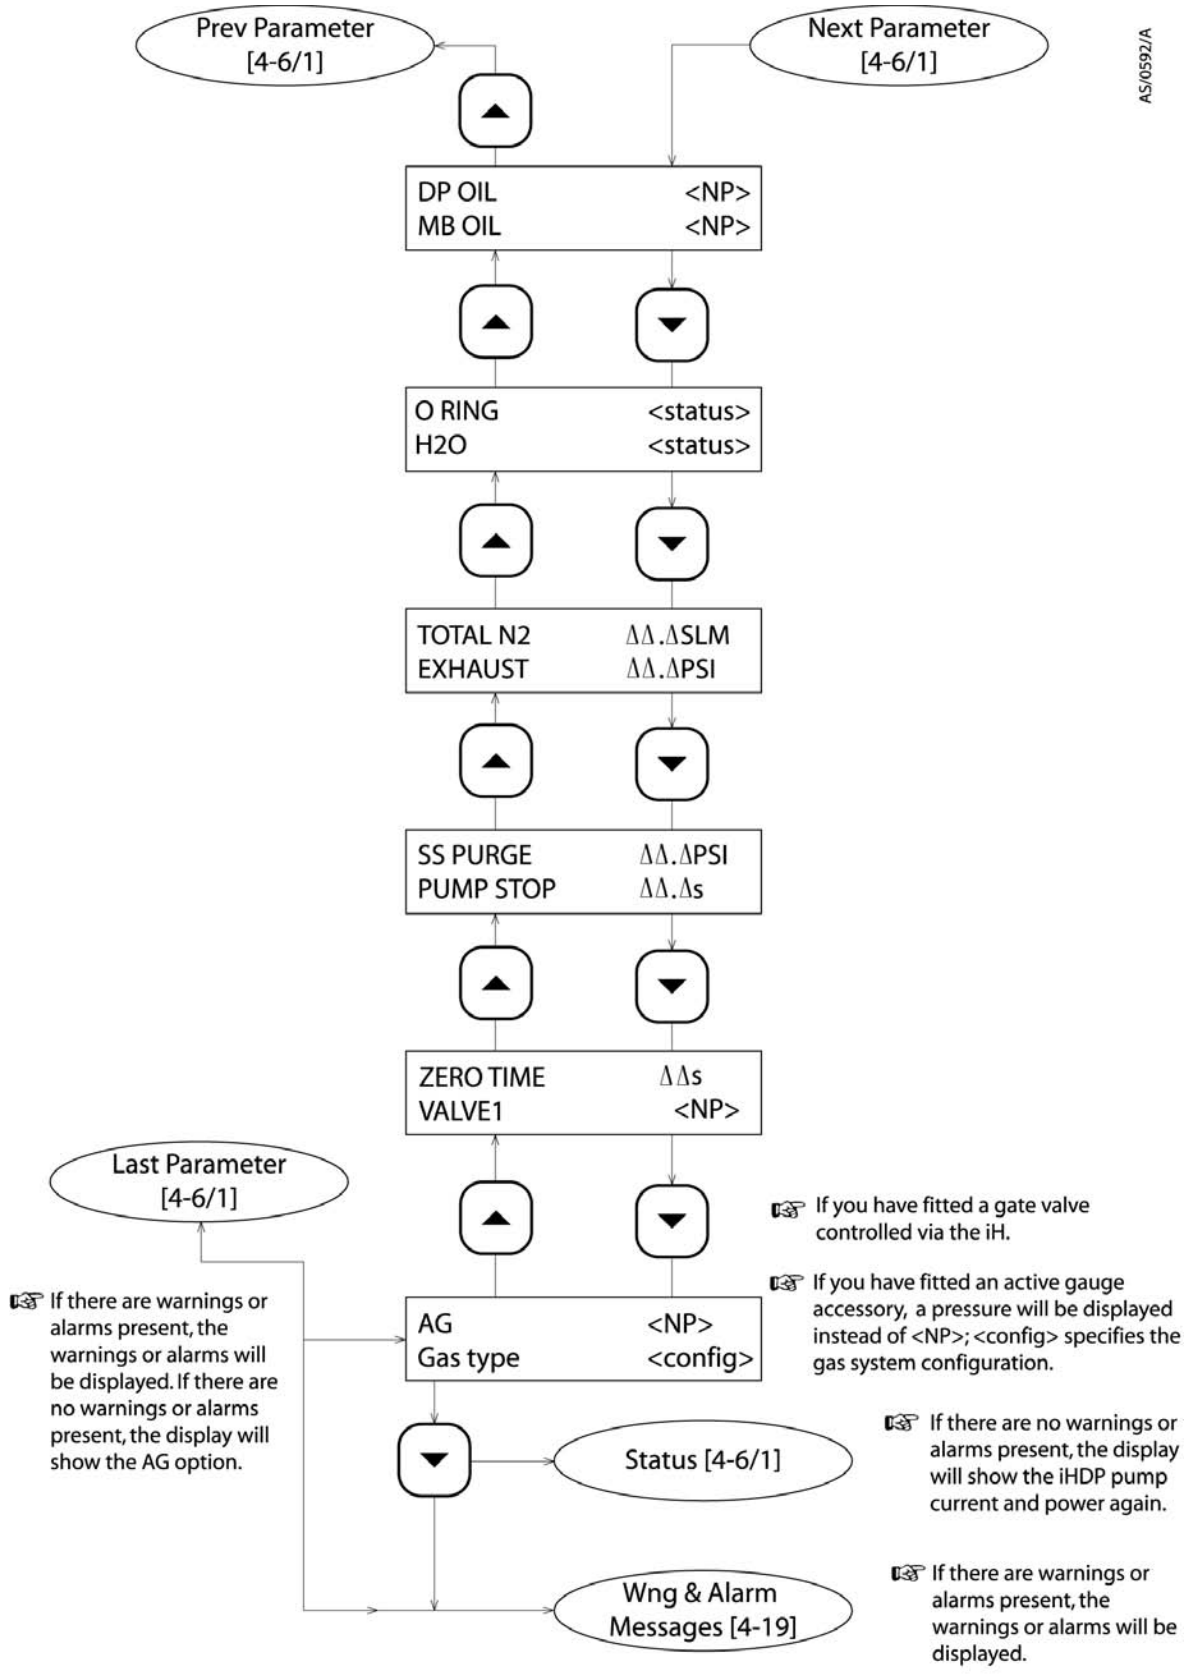 Prev Parameter
[4-6/1]
Next Parameter
[4-6/1]
AS/0592/A
DP OIL <NP>
MB OIL <NP>
O RING <status>
H2O <status>
TOTAL N2 ΔΔ.ΔSLM
EXHAUST ΔΔ.ΔPSI
SS PURGE ΔΔ.ΔPSI
PUMP STOP ΔΔ.Δs
ZERO TIME ΔΔs
VALVE1 <NP>
Last Parameter
[4-6/1]
If you have fitted a gate valve
controlled via the iH.
If there are warnings or
alarms present, the
warnings or alarms will
be displayed. If there are
no warnings or alarms
present, the display will
show the AG option.
AG <NP>
Gas type <config>
If you have fitted an active gauge
accessory, a pressure will be displayed
instead of <NP>; <config> specifies the
gas system configuration.
Status [4-6/1]
If there are no warnings or
alarms present, the display
will show the iHDP pump
current and power again.
Wng & Alarm
Messages [4-19]
If there are warnings or
alarms present, the
warnings or alarms will be
displayed.